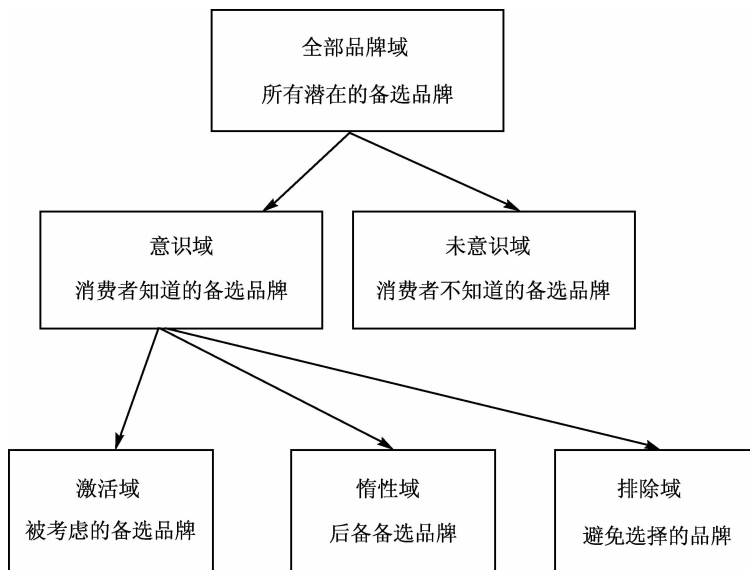 全部品牌域
所有潜在的备选品牌
意识域
消费者知道的备选品牌
未意识域
消费者不知道的备选品牌
激活域
被考虑的备选品牌
惰性域
后备备选品牌
排除域
避免选择的品牌